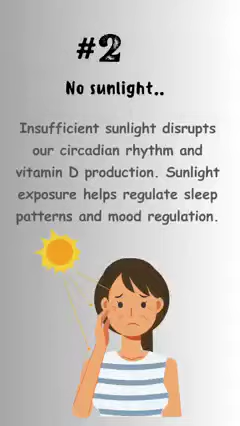 #2
No sunlight..
Insufficient sunlight disrupts
our circadian rhythm and
vitamin D production. Sunlight
exposure helps regulate sleep
patterns and mood regulation.